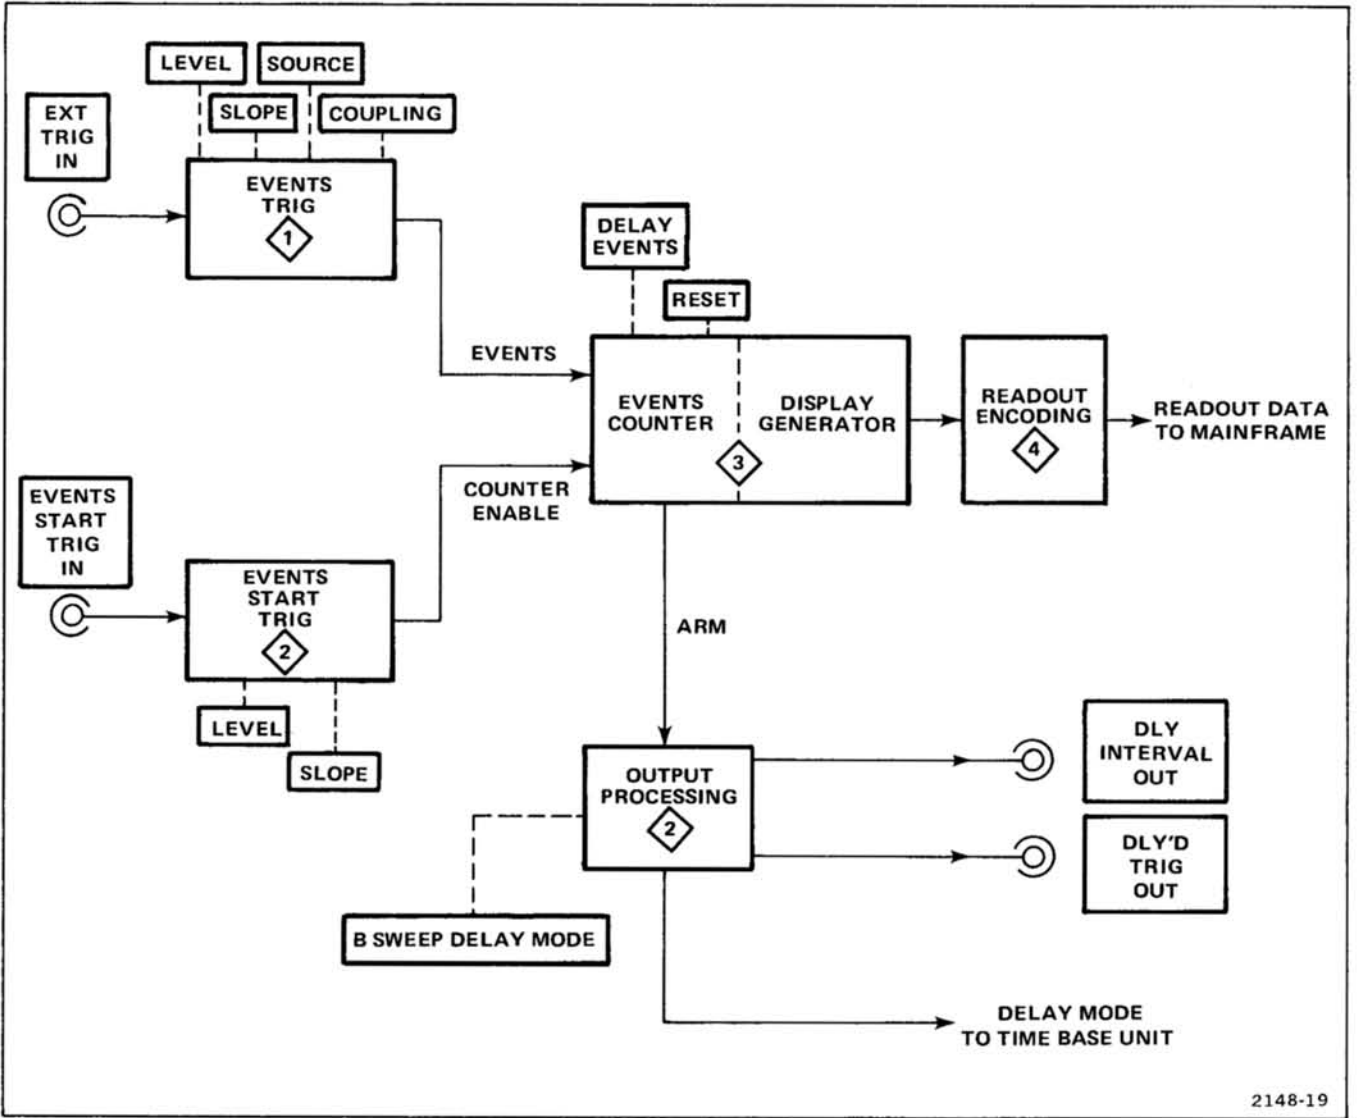 LEVEL
SOURCE
SLOPE
COUPLING
EXT
TRIG
IN
EVENTS
TRIG
1
DELAY
EVENTS
RESET
EVENTS
EVENTS
COUNTER
DISPLAY
GENERATOR
3
READOUT
ENCODING
4
READOUT DATA
TO MAINFRAME
EVENTS
START
TRIG
IN
COUNTER
ENABLE
EVENTS
START
TRIG
2
LEVEL
SLOPE
ARM
OUTPUT
PROCESSING
2
DLY
INTERVAL
OUT
DLY'D
TRIG
OUT
B SWEEP DELAY MODE
DELAY MODE
TO TIME BASE UNIT
2148-19